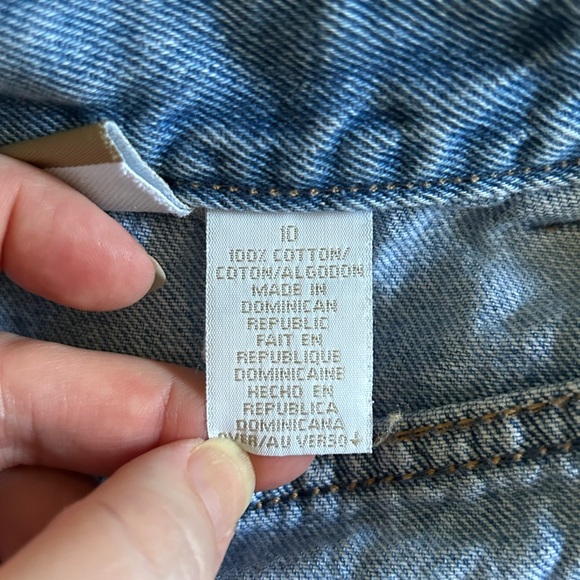 10
100% COTTON/
COTON/ALGODON
MADE IN
DOMINICAN
REPUBLIC
FAIT EN
REPUBLIQUE
DOMINICAINE
HECHO EN
REPUBLICA
DOMINICANA
OVER/AU VERSO↓